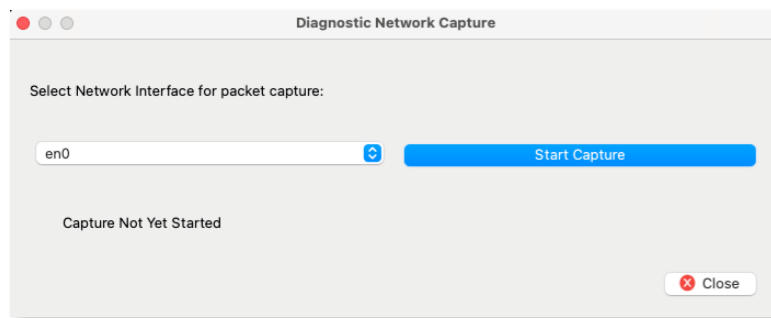 Diagnostic Network Capture
Select Network Interface for packet capture:
en0
Start Capture
Capture Not Yet Started
Close